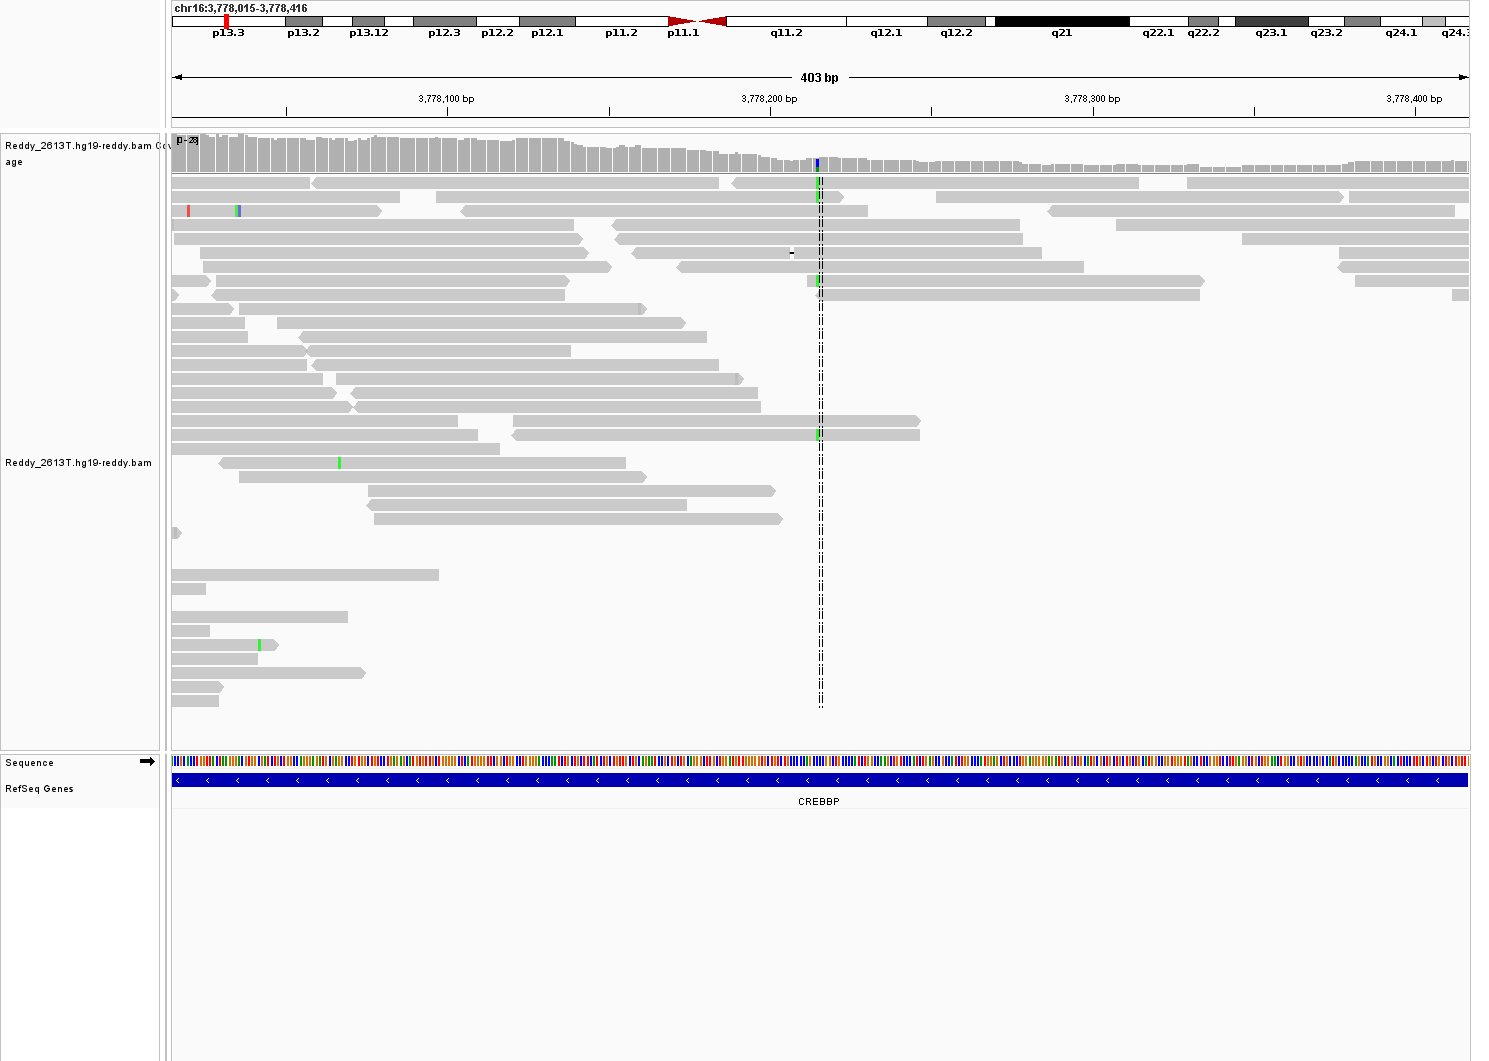 chr16:3,778,015-3,778,416
p13.3 p13.2 p13.12 p12.3 p12.2 p12.1 p11.2 p11.1 q11.2 q12.1 q12.2 q21 q22.1 q22.2 q23.1 q23.2 q24.1 q24.3
403 bp
3,778,100 bp 3,778,200 bp 3,778,300 bp 3,778,400 bp
Reddy_2613T.hg19-reddy.bam Cov
age
[0-28]
Reddy_2613T.hg19-reddy.bam
Sequence
RefSeq Genes
CREBBP